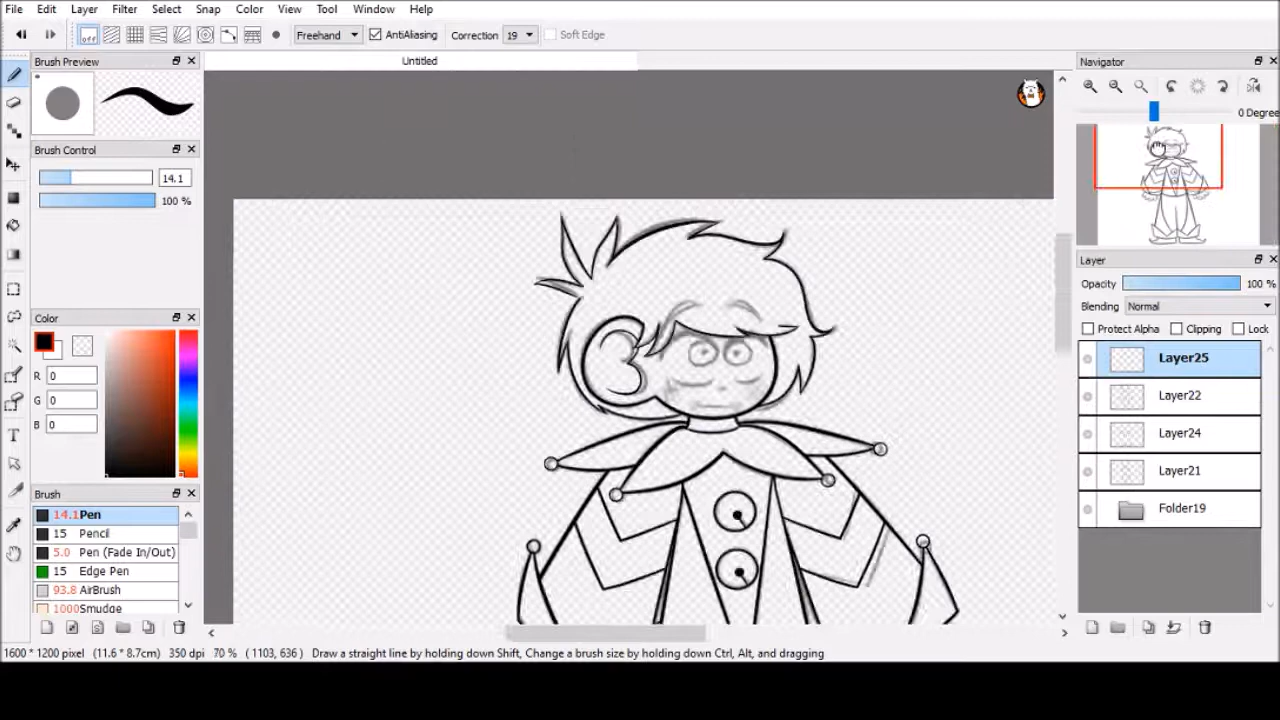 File Edit Layer Filter Select Snap Color View Tool Window Help
off Freehand AntiAliasing Correction 19 Soft Edge
Brush Preview
Untitled
Navigator
0 Degree
Brush Control
14.1
100 %
Layer
Opacity 100 %
Blending Normal
Protect Alpha Clipping Lock
Layer25
Layer22
Layer24
Layer21
Folder19
Color
R 0
G 0
B 0
Brush
14.1 Pen
15 Pencil
5.0 Pen (Fade In/Out)
15 Edge Pen
93.8 AirBrush
1000 Smudge
1600 * 1200 pixel (11.6 * 8.7cm) 350 dpi 70 % ( 1103, 636 ) Draw a straight line by holding down Shift, Change a brush size by holding down Ctrl, Alt, and dragging